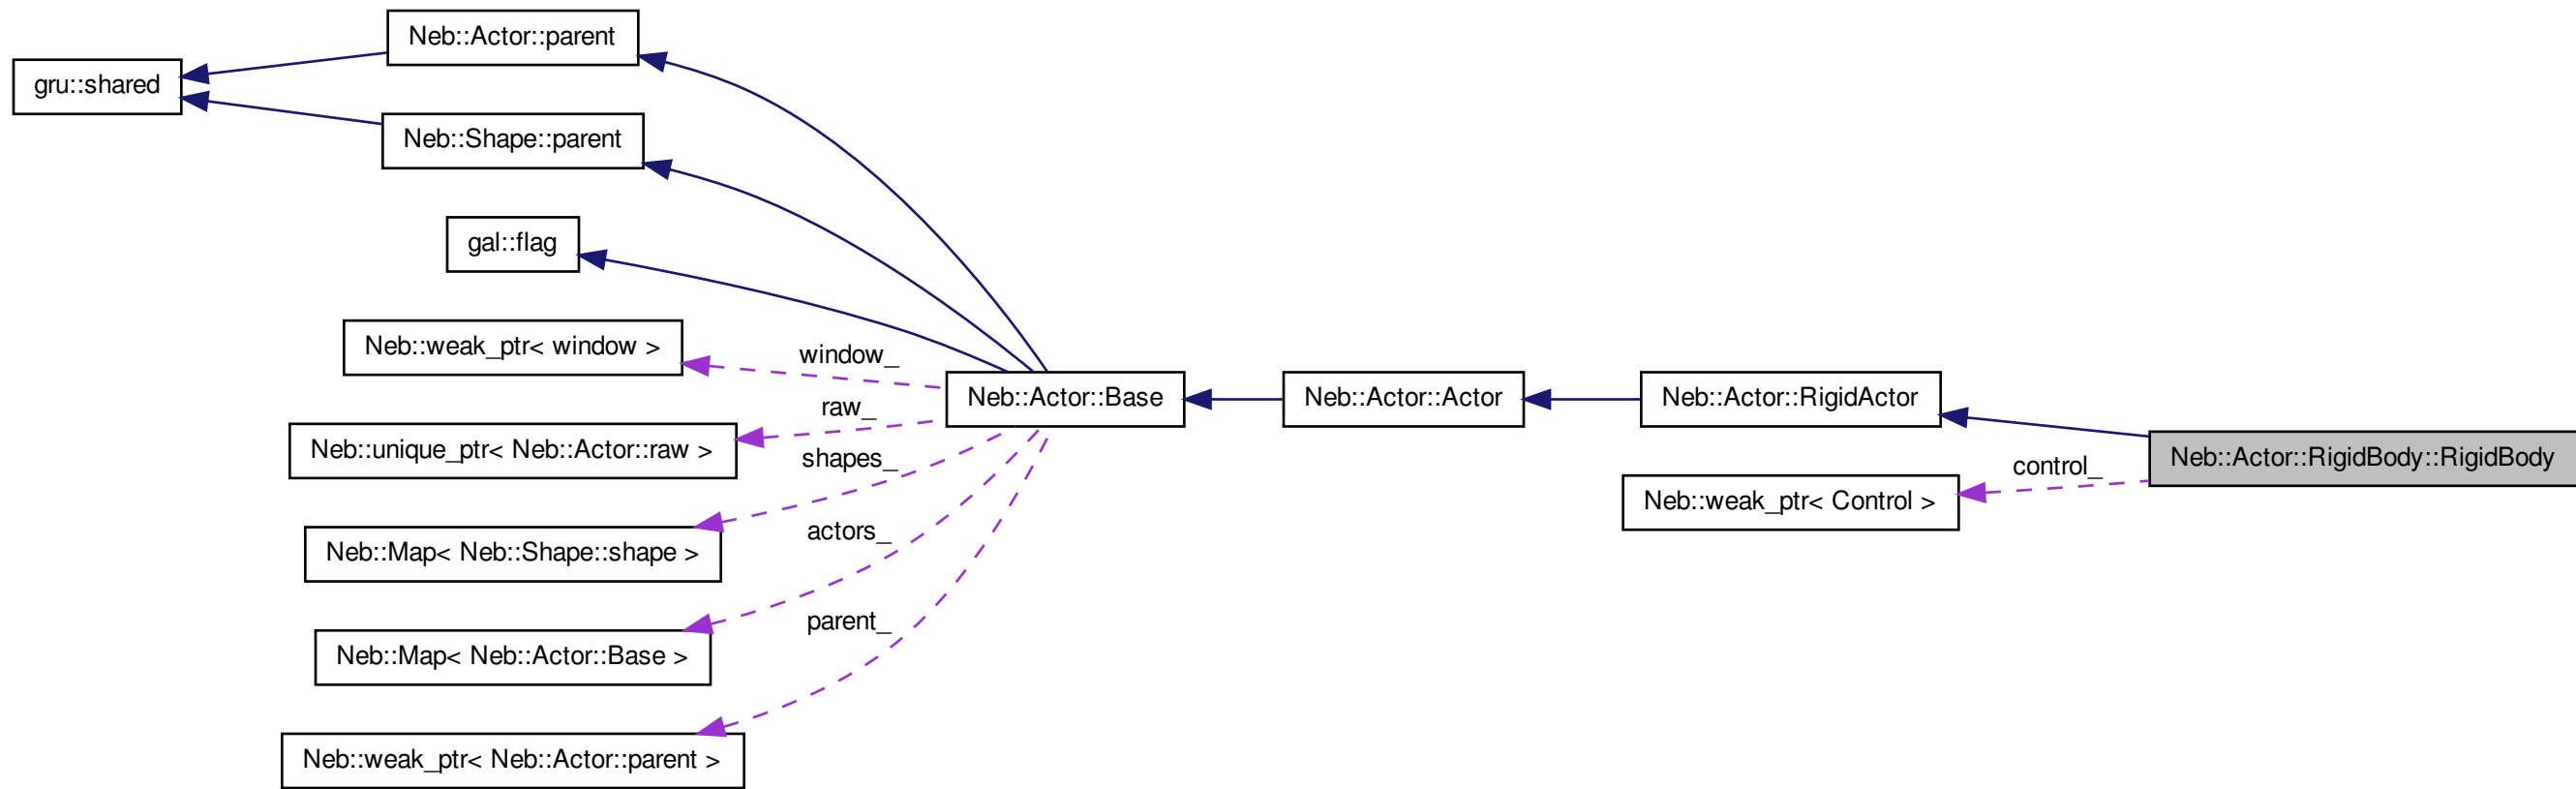 Neb::Actor::parent
gru::shared
Neb::Shape::parent
gal::flag
Neb::weak_ptr< window >
window_
Neb::unique_ptr< Neb::Actor::raw >
raw_
Neb::Map< Neb::Shape::shape >
shapes_
Neb::Map< Neb::Actor::Base >
actors_
Neb::weak_ptr< Neb::Actor::parent >
parent_
Neb::Actor::Base
Neb::Actor::Actor
Neb::Actor::RigidActor
Neb::weak_ptr< Control >
control_
Neb::Actor::RigidBody::RigidBody